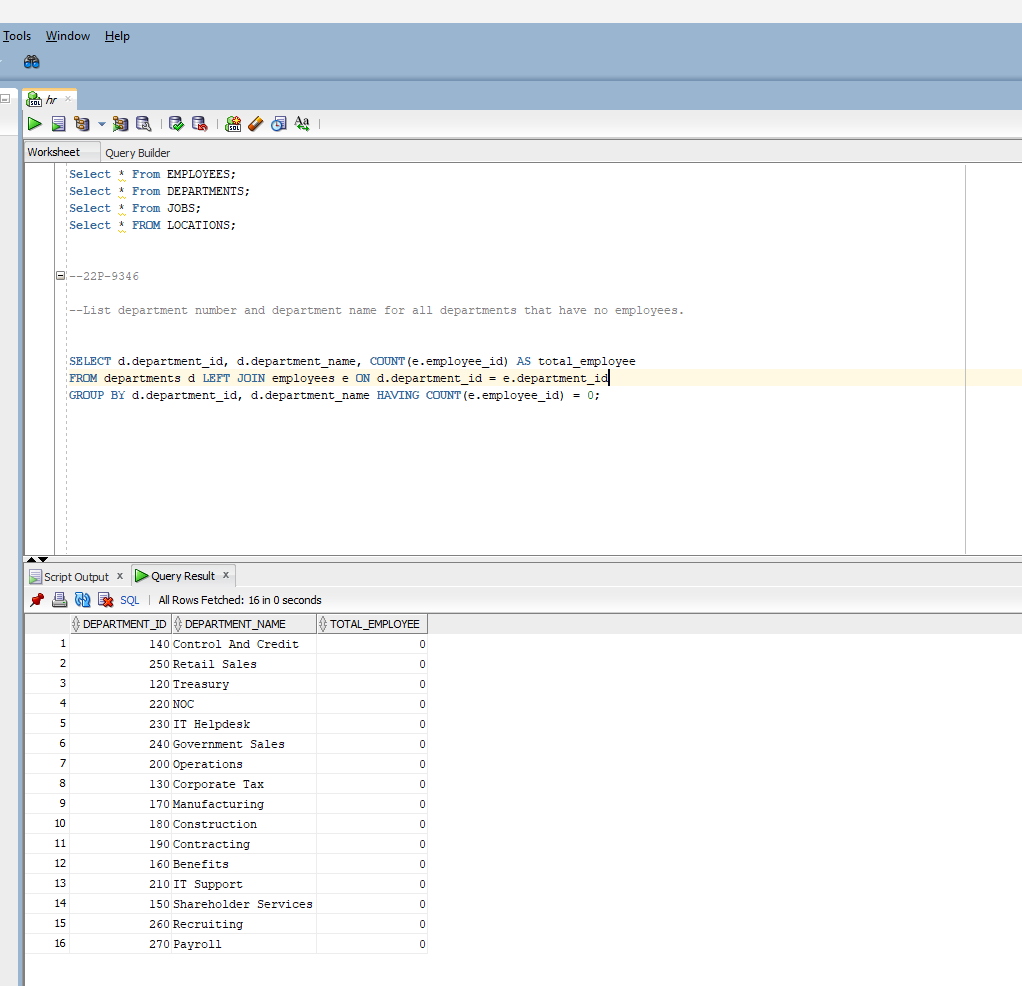 Tools Window Help
hr
Worksheet Query Builder
Select * From EMPLOYEES;
Select * From DEPARTMENTS;
Select * From JOBS;
Select * FROM LOCATIONS;
--22P-9346
--List department number and department name for all departments that have no employees.
SELECT d.department_id, d.department_name, COUNT(e.employee_id) AS total_employee
FROM departments d LEFT JOIN employees e ON d.department_id = e.department_id
GROUP BY d.department_id, d.department_name HAVING COUNT(e.employee_id) = 0;
Script Output x Query Result x
SQL | All Rows Fetched: 16 in 0 seconds
DEPARTMENT_ID DEPARTMENT_NAME TOTAL_EMPLOYEE
1 140 Control And Credit 0
2 250 Retail Sales 0
3 120 Treasury 0
4 220 NOC 0
5 230 IT Helpdesk 0
6 240 Government Sales 0
7 200 Operations 0
8 130 Corporate Tax 0
9 170 Manufacturing 0
10 180 Construction 0
11 190 Contracting 0
12 160 Benefits 0
13 210 IT Support 0
14 150 Shareholder Services 0
15 260 Recruiting 0
16 270 Payroll 0